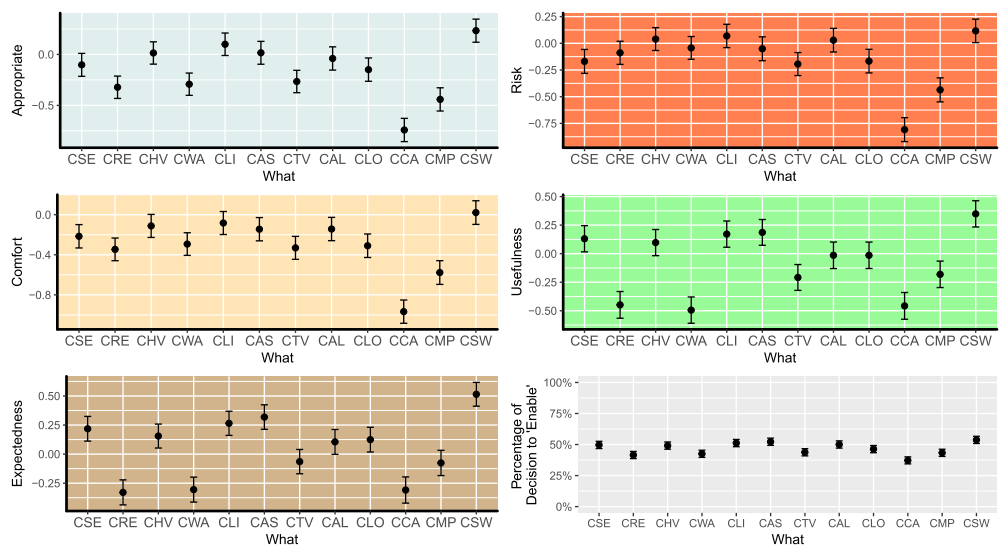 Appropriate
0.0
−0.5
CSE CRE CHV CWA CLI CAS CTV CAL CLO CCA CMP CSW
What
Risk
0.25
0.00
−0.25
−0.50
−0.75
CSE CRE CHV CWA CLI CAS CTV CAL CLO CCA CMP CSW
What
Comfort
0.0
−0.4
−0.8
CSE CRE CHV CWA CLI CAS CTV CAL CLO CCA CMP CSW
What
Usefulness
0.50
0.25
0.00
−0.25
−0.50
CSE CRE CHV CWA CLI CAS CTV CAL CLO CCA CMP CSW
What
Expectedness
0.50
0.25
0.00
−0.25
CSE CRE CHV CWA CLI CAS CTV CAL CLO CCA CMP CSW
What
Percentage of
Decision to 'Enable'
100%
75%
50%
25%
0%
CSE CRE CHV CWA CLI CAS CTV CAL CLO CCA CMP CSW
What